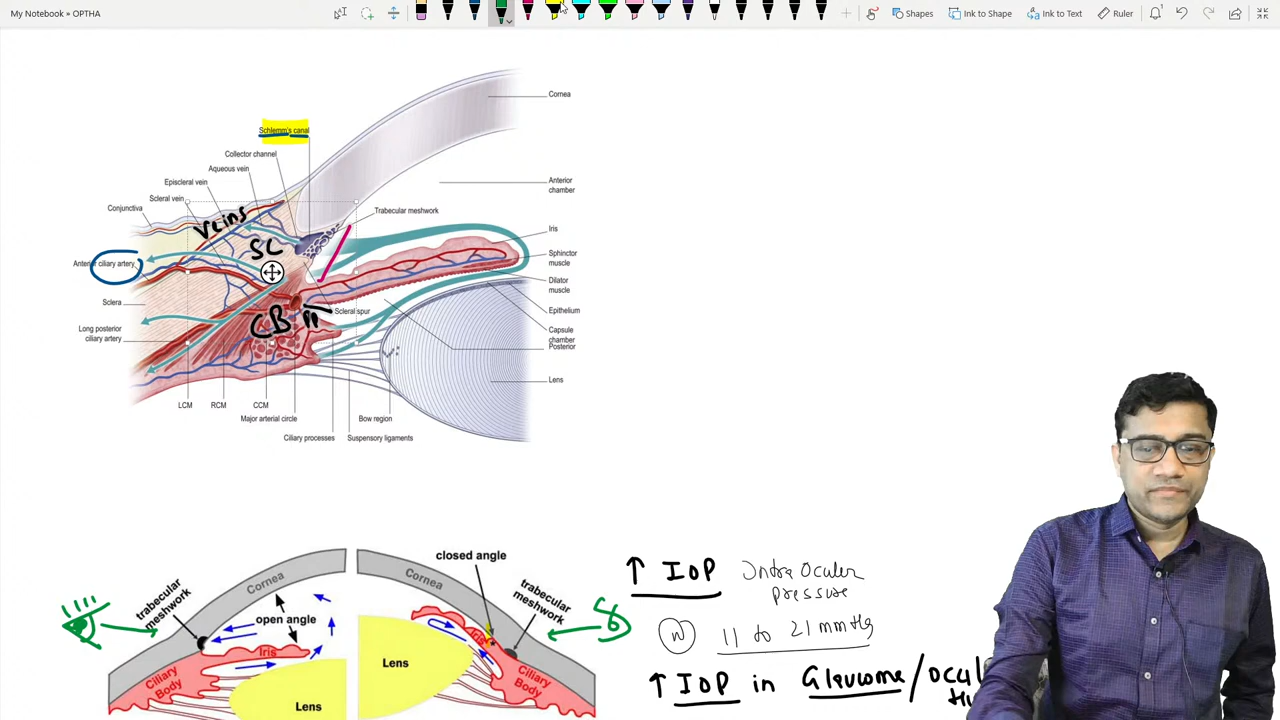 My Notebook » OPTHA
Shapes
Ink to Shape
Ink to Text
Ruler
Cornea
Schlemm's canal
Collector channel
Aqueous vein
Episcleral vein
Scleral vein
Conjunctiva
Anterior ciliary artery
Sclera
Long posterior
ciliary artery
Veins
SC
CB
PP
Anterior
chamber
Trabecular meshwork
Iris
Sphinctor
muscle
Dilator
muscle
Epithelium
Scleral spur
Capsule
chamber
Posterior
Lens
LCM
RCM
CCM
Major arterial circle
Bow region
Ciliary processes
Suspensory ligaments
trabecular
meshwork
Cornea
open angle
Iris
Ciliary
Body
Lens
closed angle
Cornea
trabecular
meshwork
Iris
Lens
Ciliary
Body
↑ IOP Intra Ocular
pressure
N 11 to 21 mmHg
↑ IOP in Glaucoma /